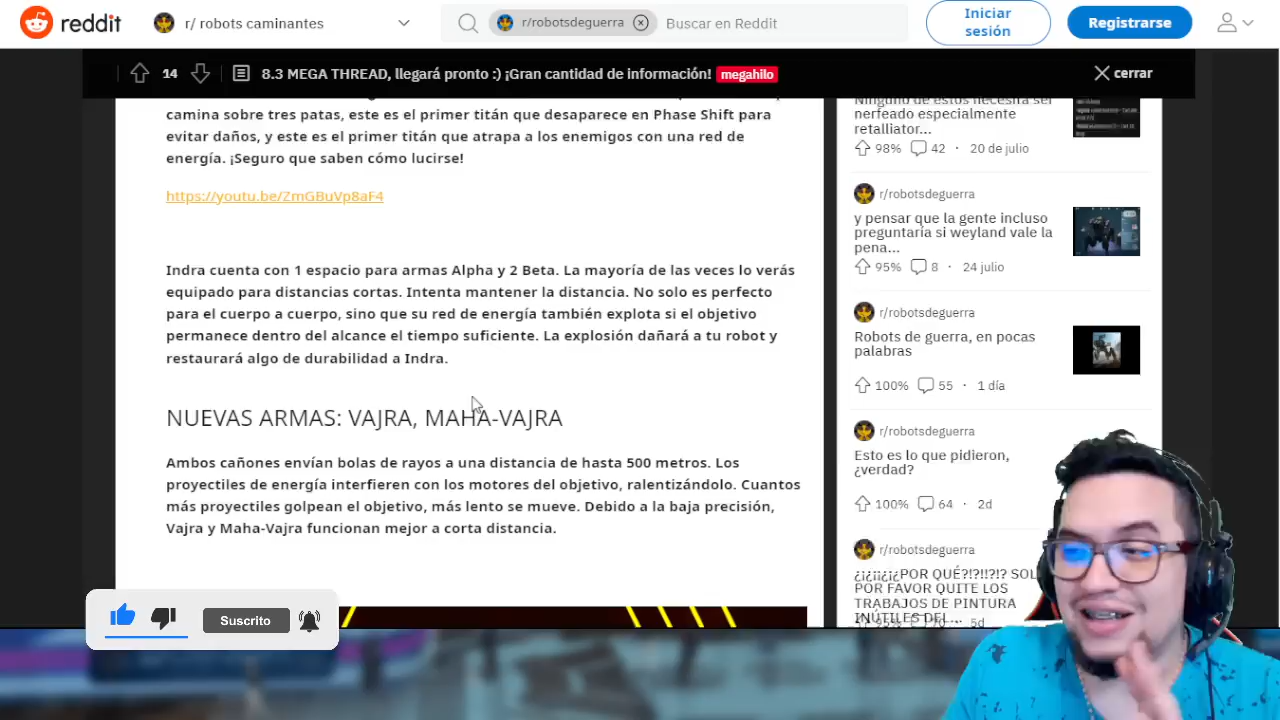 reddit
r/ robots caminantes
r/robotsdeguerra
Buscar en Reddit
Iniciar
sesión
Registrarse
14
8.3 MEGA THREAD, llegará pronto :) ¡Gran cantidad de información!
megahilo
cerrar
camina sobre tres patas, este es el primer titán que desaparece en Phase Shift para
evitar daños, y este es el primer titán que atrapa a los enemigos con una red de
energía. ¡Seguro que saben cómo lucirse!
https://youtu.be/ZmGBuVp8aF4
Indra cuenta con 1 espacio para armas Alpha y 2 Beta. La mayoría de las veces lo verás
equipado para distancias cortas. Intenta mantener la distancia. No solo es perfecto
para el cuerpo a cuerpo, sino que su red de energía también explota si el objetivo
permanece dentro del alcance el tiempo suficiente. La explosión dañará a tu robot y
restaurará algo de durabilidad a Indra.
NUEVAS ARMAS: VAJRA, MAHA-VAJRA
Ambos cañones envían bolas de rayos a una distancia de hasta 500 metros. Los
proyectiles de energía interfieren con los motores del objetivo, ralentizándolo. Cuantos
más proyectiles golpean el objetivo, más lento se mueve. Debido a la baja precisión,
Vajra y Maha-Vajra funcionan mejor a corta distancia.
Ninguno de estos necesita ser
nerfeado especialmente
retalliator...
98% 42 · 20 de julio
r/robotsdeguerra
y pensar que la gente incluso
preguntaría si weyland vale la
pena...
95% 8 · 24 julio
r/robotsdeguerra
Robots de guerra, en pocas
palabras
100% 55 · 1 día
r/robotsdeguerra
Esto es lo que pidieron,
¿verdad?
100% 64 · 2d
r/robotsdeguerra
POR QUÉ?!?!!?!? SOL
POR FAVOR QUITE LOS
TRABAJOS DE PINTURA
INÚTILES DEL...
5d
Suscrito